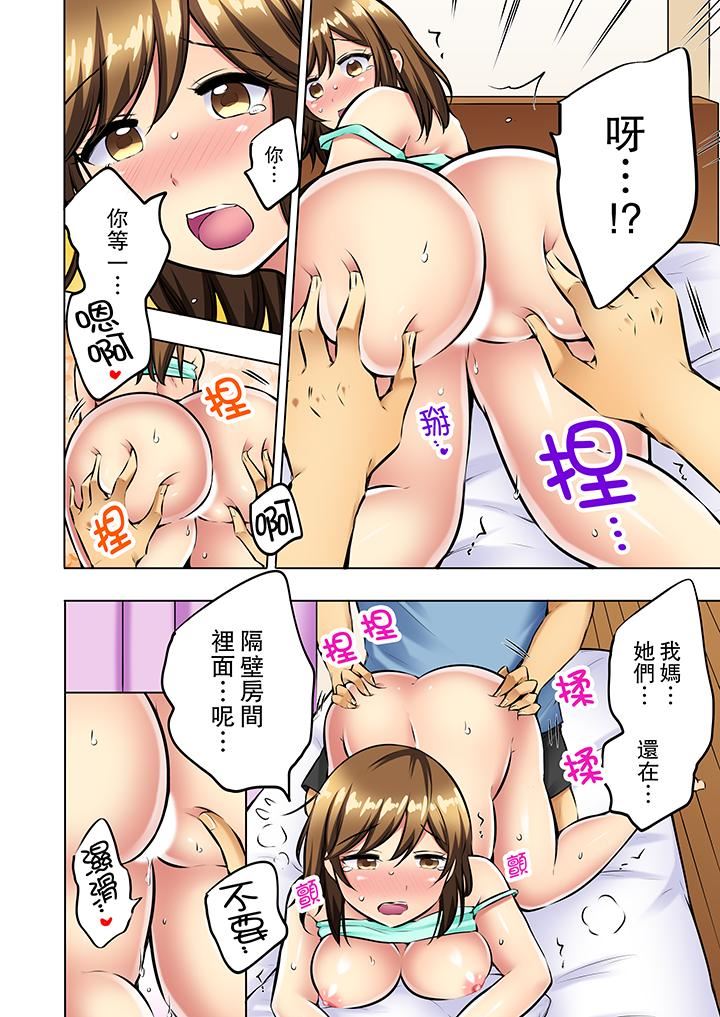 呀…!?
捏…
掰
你…
你等一…
嗯啊
捏
捏
啊啊
我媽…
她們…
還在…
捏
捏
揉
揉
顫
顫
隔壁房間
裡面…呢…
不要…
濕滑…